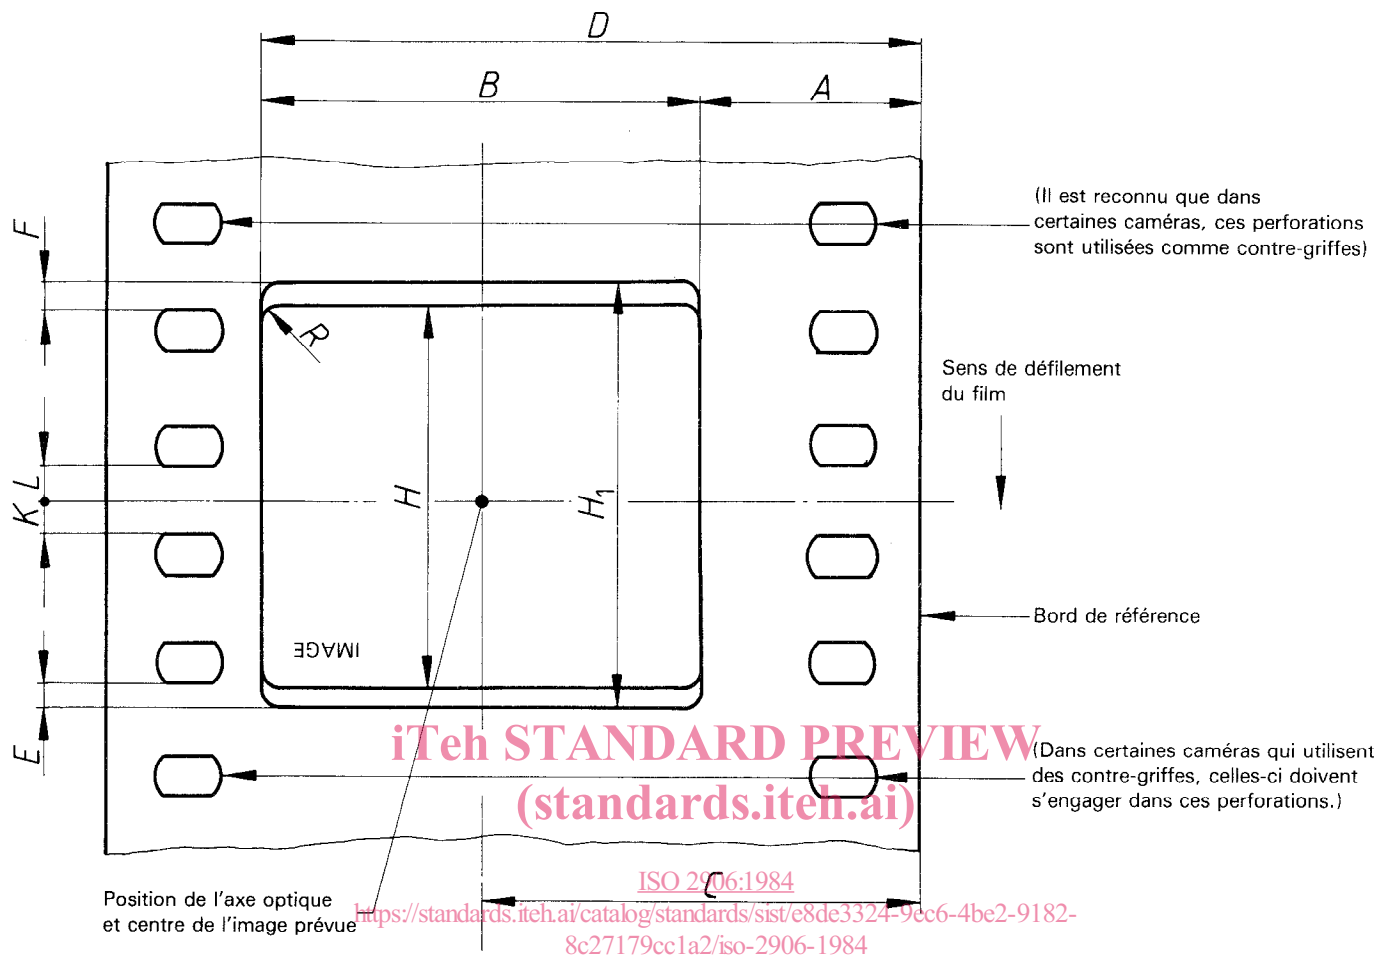 D
B
A
(Il est reconnu que dans
certaines caméras, ces perforations
sont utilisées comme contre-griffes)
F
R
Sens de défilement
du film
L
K
H
H1
Bord de référence
IMAGE
E
iTeh STANDARD PREVIEW
(standards.iteh.ai)
(Dans certaines caméras qui utilisent
des contre-griffes, celles-ci doivent
s'engager dans ces perforations.)
ISO 2906:1984
C
Position de l'axe optique
et centre de l'image prévue
https://standards.iteh.ai/catalog/standards/sist/e8de3324-9cc6-4be2-9182-
8c27179cc1a2/iso-2906-1984